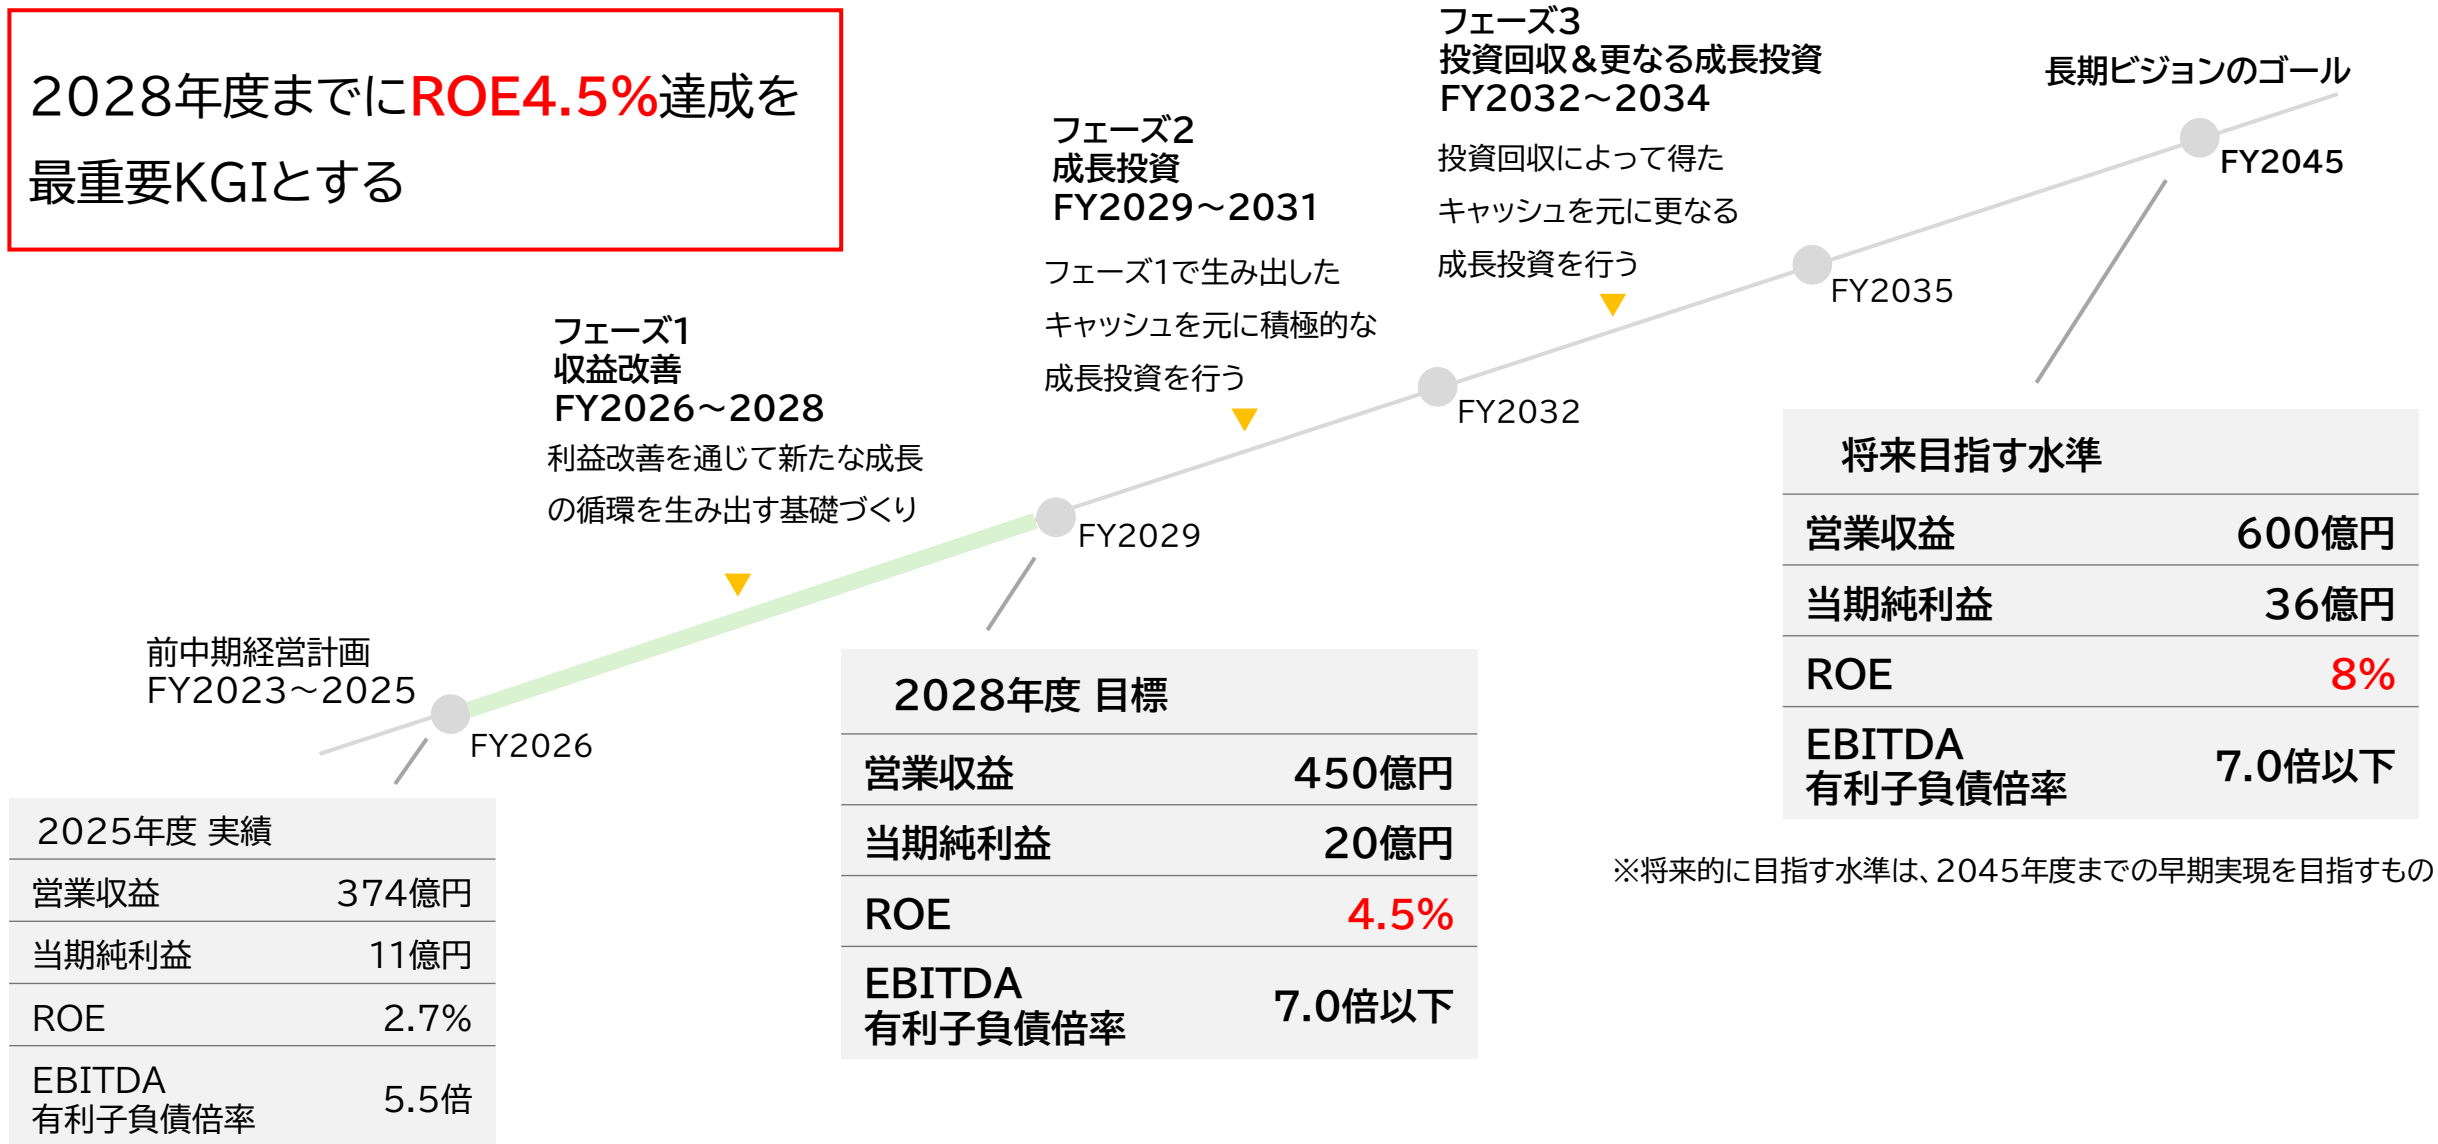 2028年度までにROE4.5%達成を
最重要KGIとする
前中期経営計画
FY2023～2025
FY2026
2025年度 実績
営業収益 374億円
当期純利益 11億円
ROE 2.7%
EBITDA
有利子負債倍率 5.5倍
フェーズ1
収益改善
FY2026～2028
利益改善を通じて新たな成長
の循環を生み出す基礎づくり
FY2029
2028年度 目標
営業収益 450億円
当期純利益 20億円
ROE 4.5%
EBITDA
有利子負債倍率 7.0倍以下
フェーズ2
成長投資
FY2029～2031
フェーズ1で生み出した
キャッシュを元に積極的な
成長投資を行う
FY2032
フェーズ3
投資回収＆更なる成長投資
FY2032～2034
投資回収によって得た
キャッシュを元に更なる
成長投資を行う
FY2035
長期ビジョンのゴール
FY2045
将来目指す水準
営業収益 600億円
当期純利益 36億円
ROE 8%
EBITDA
有利子負債倍率 7.0倍以下
※将来的に目指す水準は、2045年度までの早期実現を目指すもの